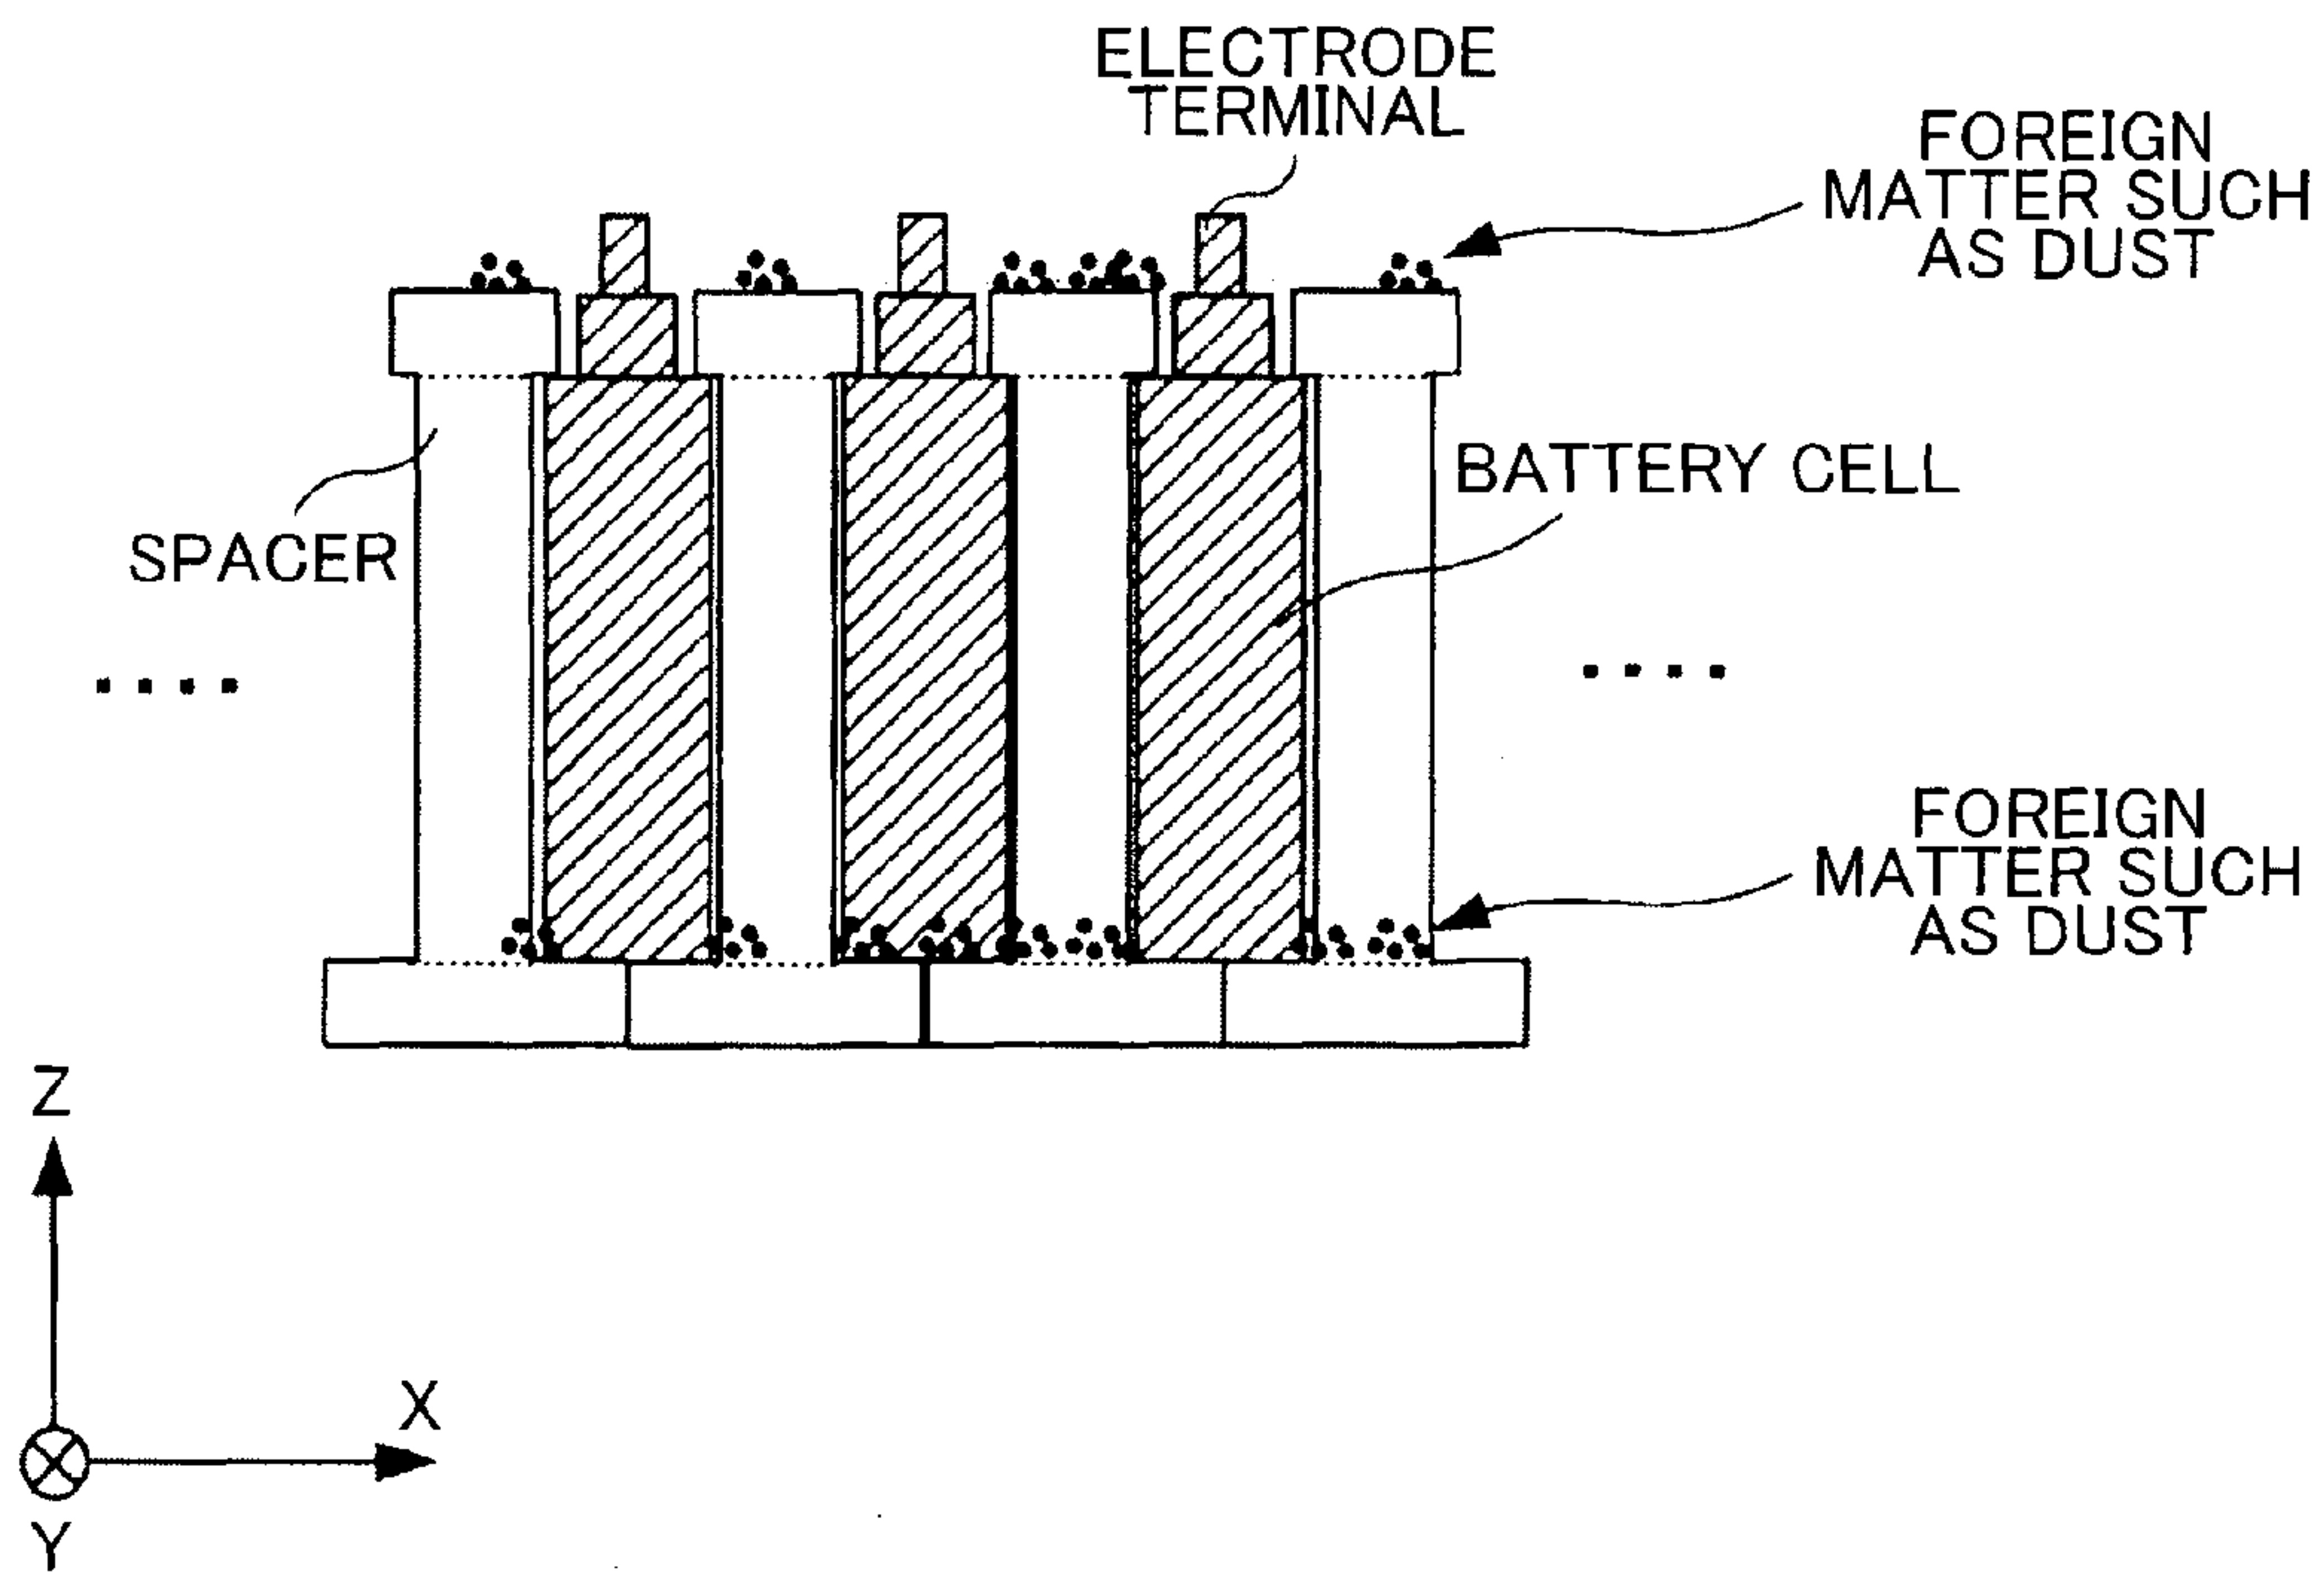 ELECTRODE
TERMINAL
FOREIGN
MATTER SUCH
AS DUST
BATTERY CELL
SPACER
FOREIGN
MATTER SUCH
AS DUST
Z
X
Y